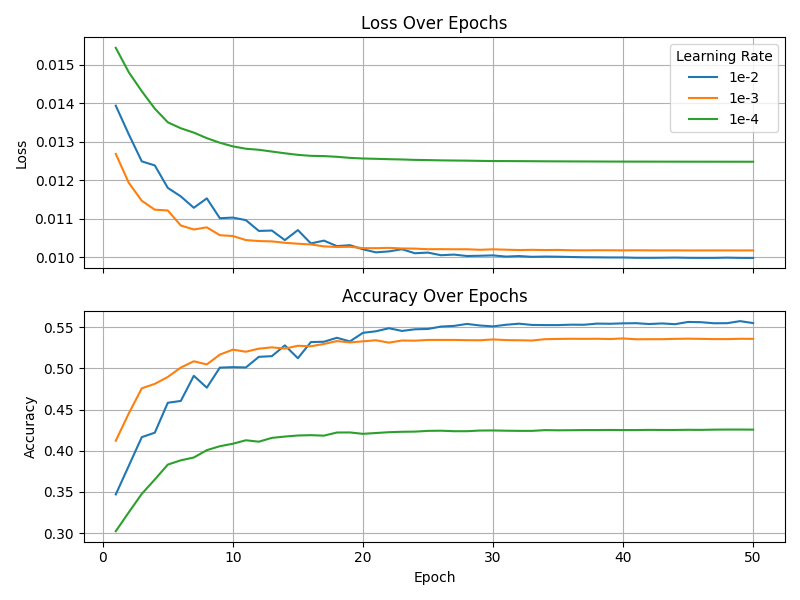 Loss Over Epochs
Loss
0.015
0.014
0.013
0.012
0.011
0.010
Learning Rate
1e-2
1e-3
1e-4
Accuracy Over Epochs
Accuracy
0.55
0.50
0.45
0.40
0.35
0.30
0 10 20 30 40 50
Epoch